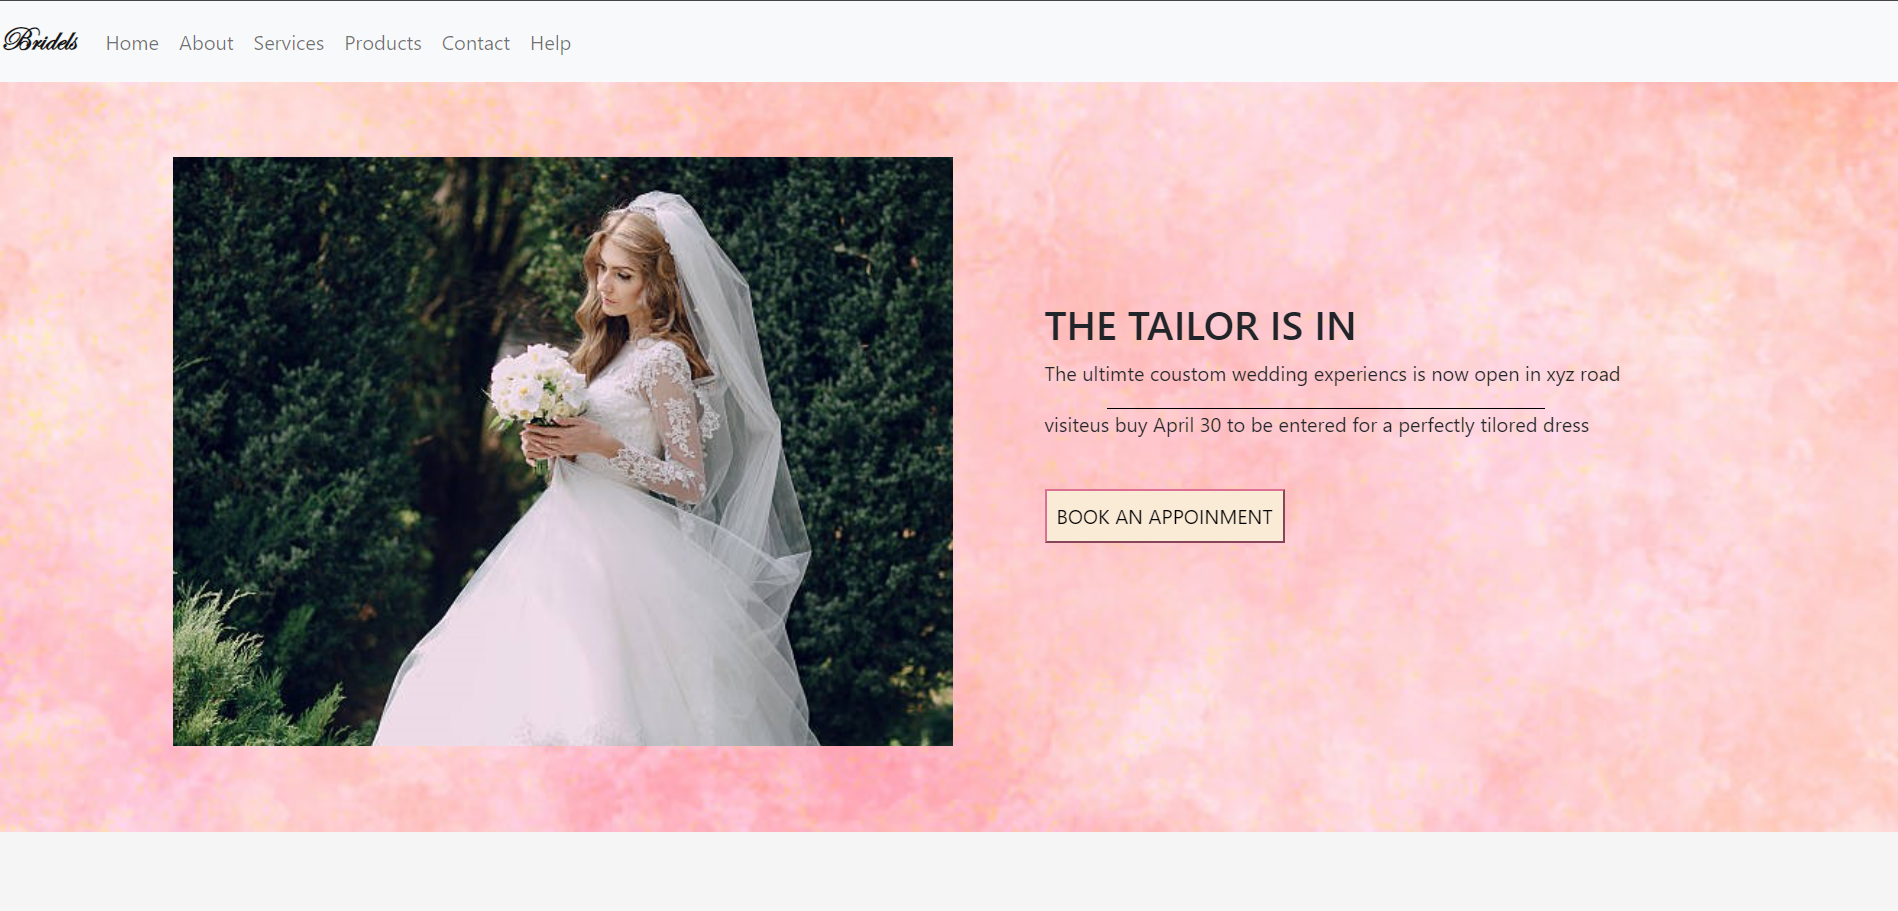 Bridels
Home About Services Products Contact Help
THE TAILOR IS IN
The ultimte coustom wedding experiencs is now open in xyz road
visiteus buy April 30 to be entered for a perfectly tilored dress
BOOK AN APPOINMENT